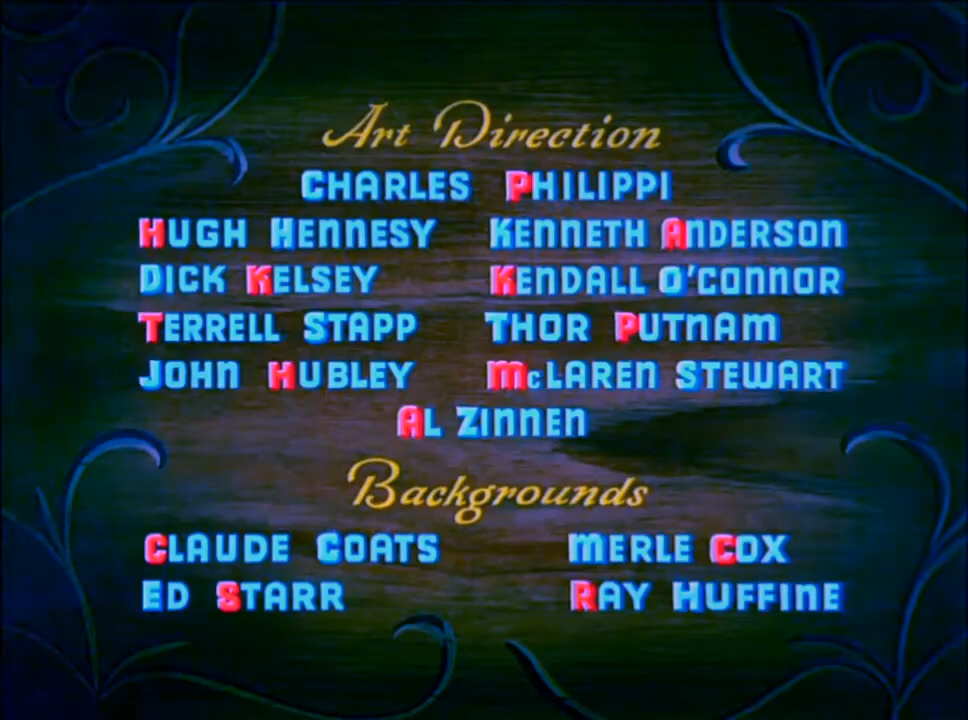 Art Direction
CHARLES PHILIPPI
HUGH HENNESY KENNETH ANDERSON
DICK KELSEY KENDALL O'CONNOR
TERRELL STAPP THOR PUTNAM
JOHN HUBLEY McLAREN STEWART
AL ZINNEN
Backgrounds
CLAUDE COATS MERLE COX
ED STARR RAY HUFFINE